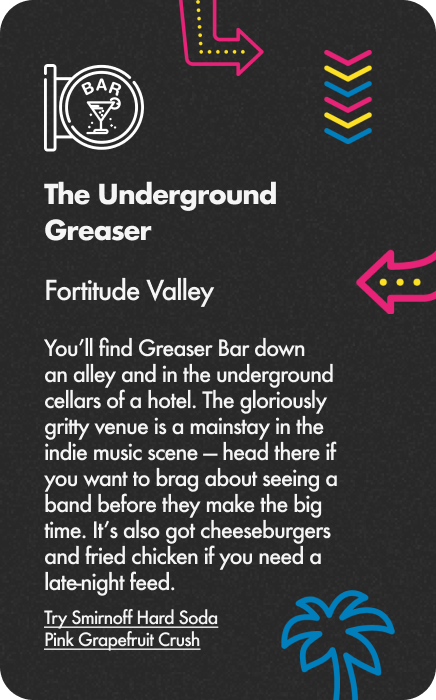 BAR
The Underground
Greaser
Fortitude Valley
You'll find Greaser Bar down
an alley and in the underground
cellars of a hotel. The gloriously
gritty venue is a mainstay in the
indie music scene — head there if
you want to brag about seeing a
band before they make the big
time. It's also got cheeseburgers
and fried chicken if you need a
late-night feed.
Try Smirnoff Hard Soda
Pink Grapefruit Crush